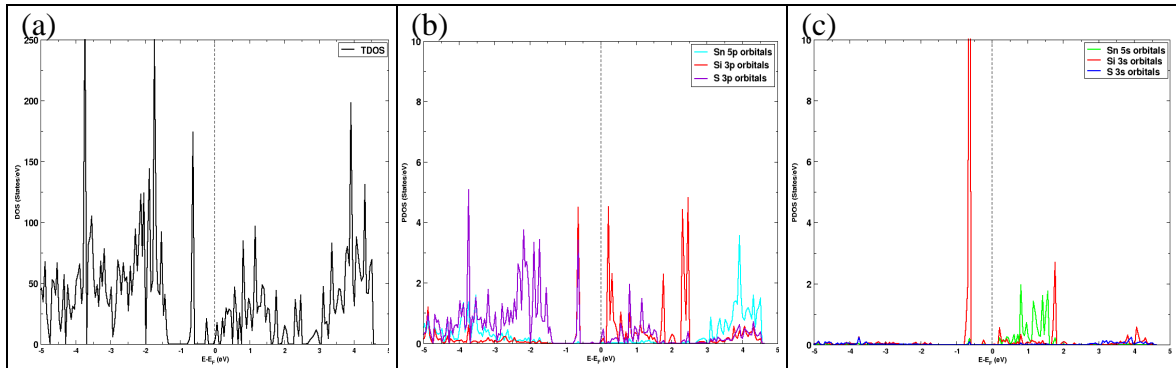 (a)
TDOS
250
200
150
100
50
0
DOS (States/eV)
-5 -4 -3 -2 -1 0 1 2 3 4 5
E-E_F (eV)
(b)
Sn 5p orbitals
Si 3p orbitals
S 3p orbitals
10
8
6
4
2
0
PDOS (States/eV)
-5 -4 -3 -2 -1 0 1 2 3 4 5
E-E_F (eV)
(c)
Sn 5s orbitals
Si 3s orbitals
S 3s orbitals
10
8
6
4
2
0
PDOS (States/eV)
-5 -4 -3 -2 -1 0 1 2 3 4 5
E-E_F (eV)